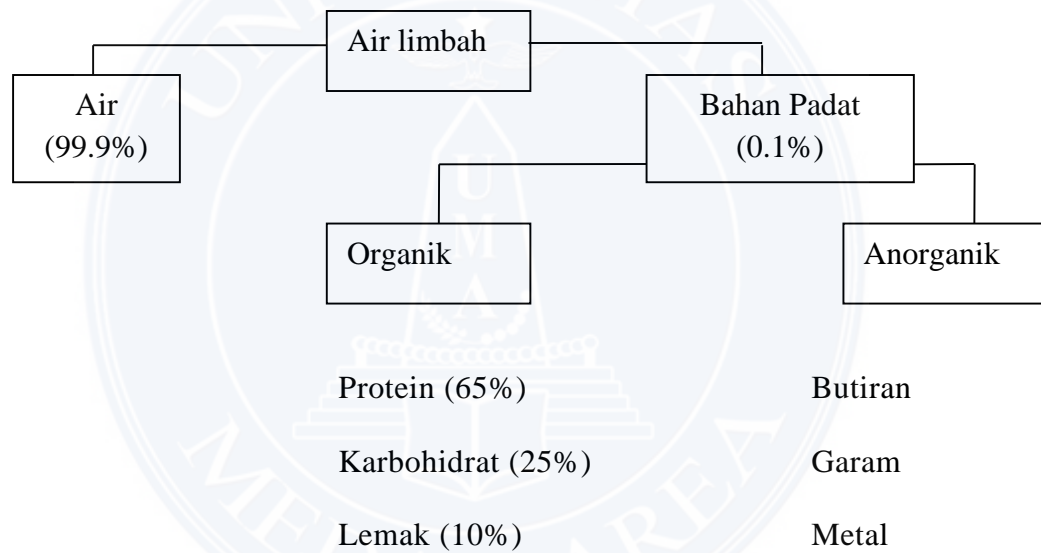 Air limbah
Air
(99.9%)
Bahan Padat
(0.1%)
Organik
Anorganik
Protein (65%)
Butiran
Karbohidrat (25%)
Garam
Lemak (10%)
Metal
UMA